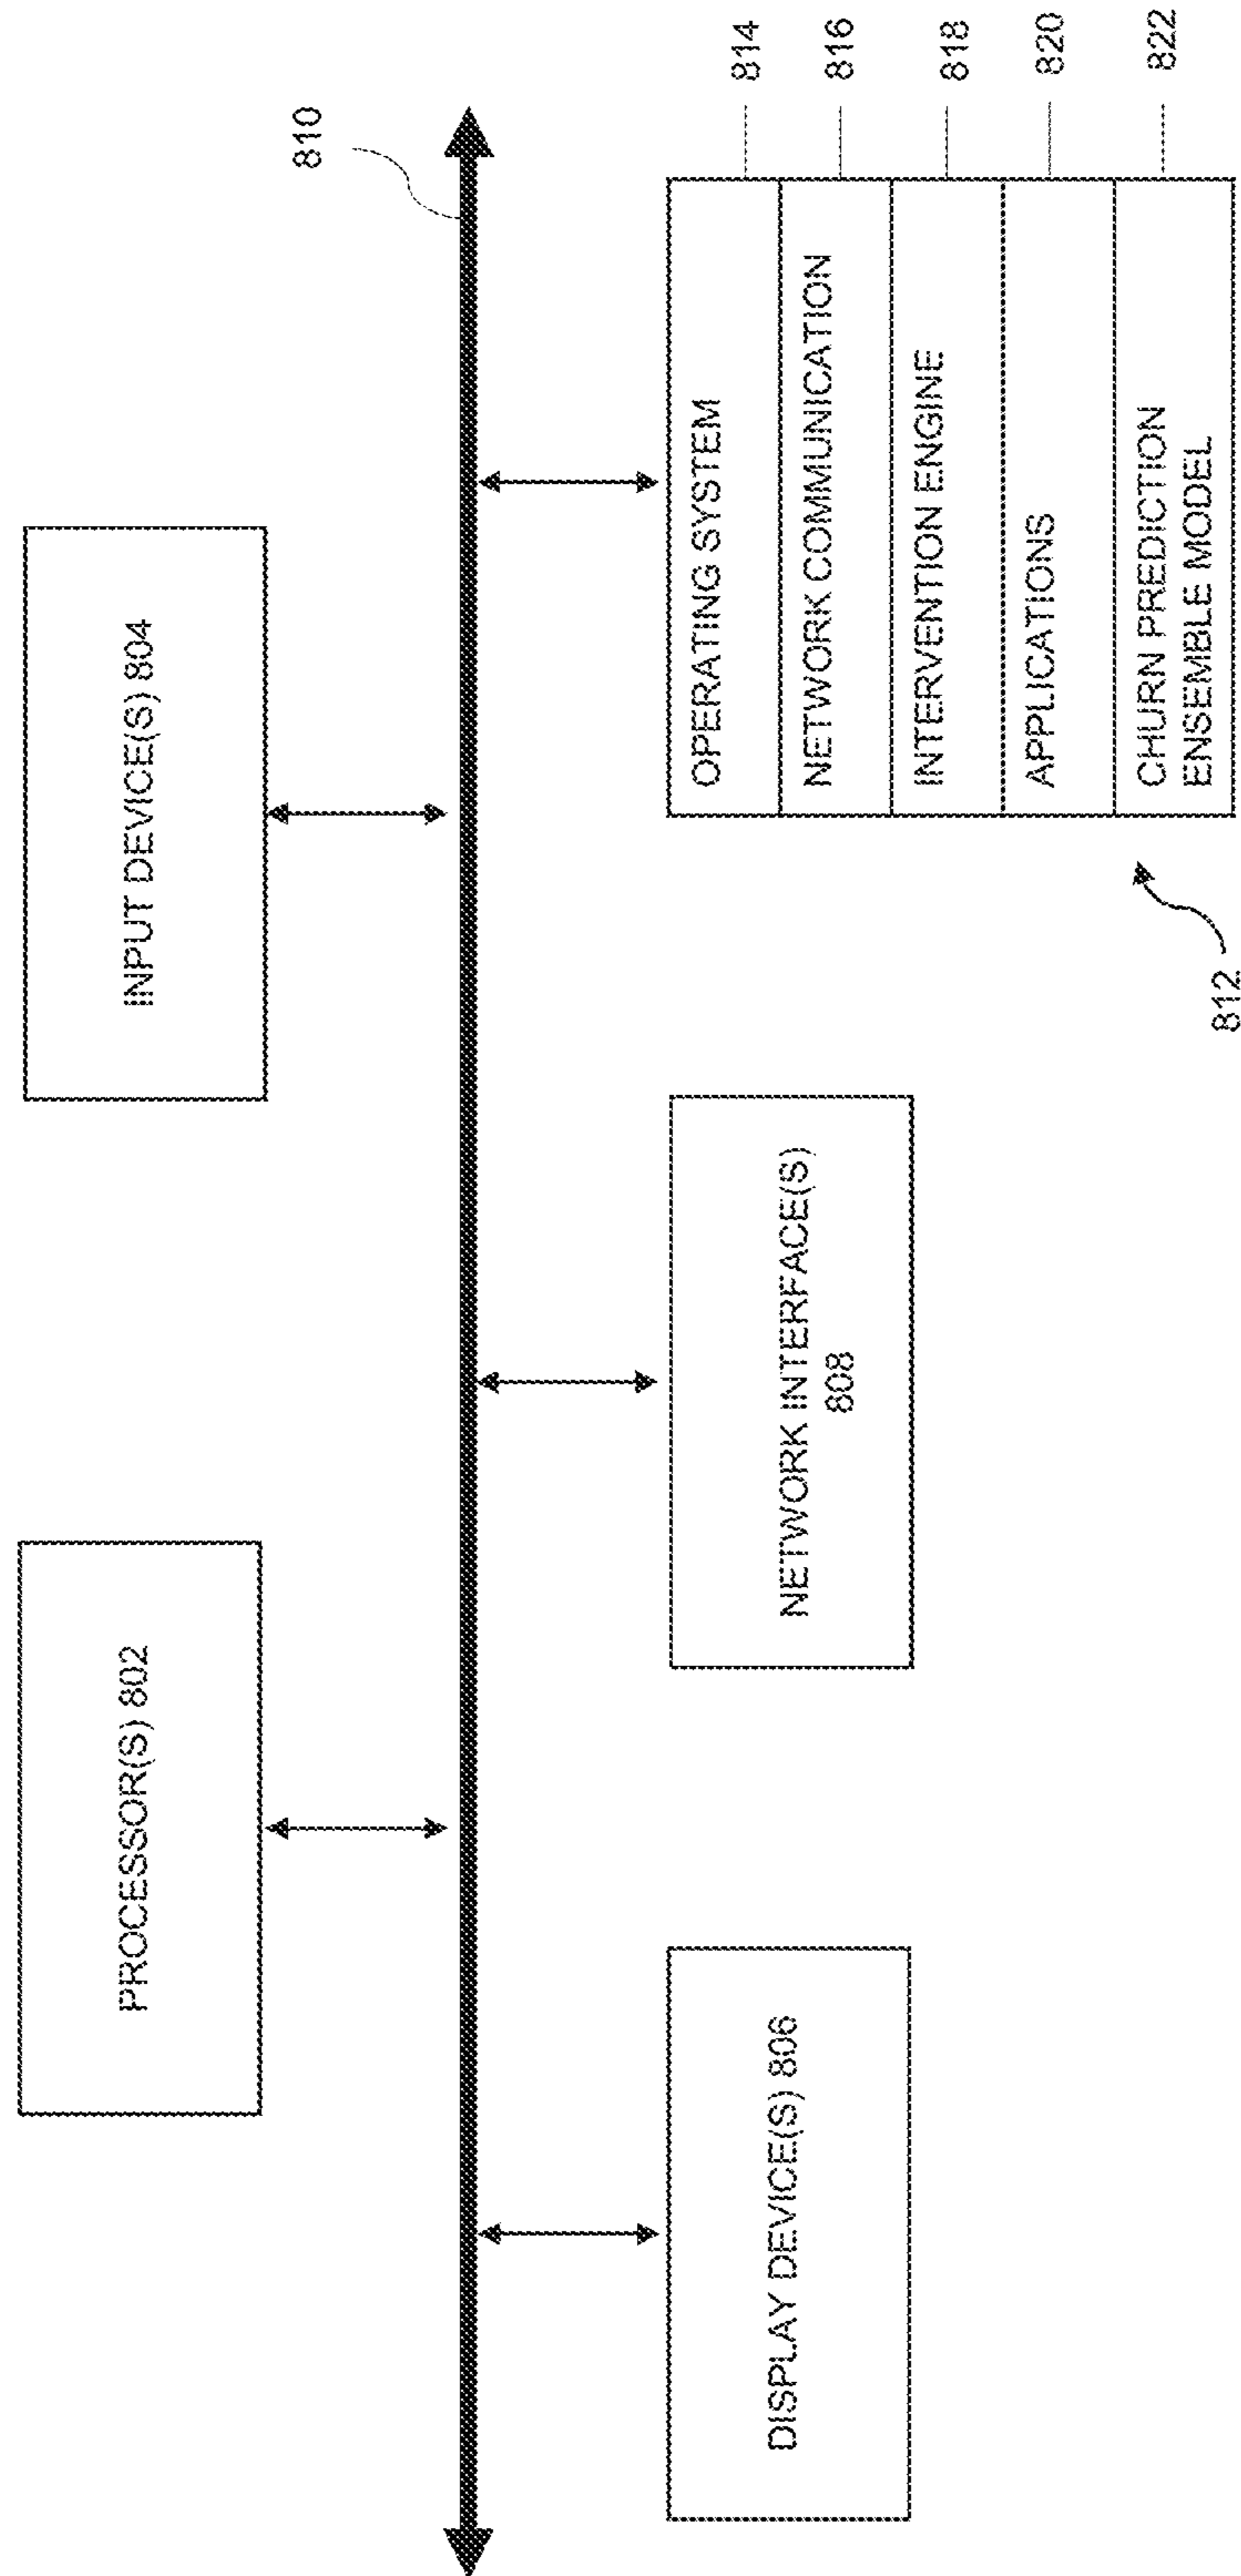 PROCESSOR(S) 802
INPUT DEVICE(S) 804
810
DISPLAY DEVICE(S) 806
NETWORK INTERFACE(S)
808
812
OPERATING SYSTEM
814
NETWORK COMMUNICATION
816
INTERVENTION ENGINE
818
APPLICATIONS
820
CHURN PREDICTION
ENSEMBLE MODEL
822